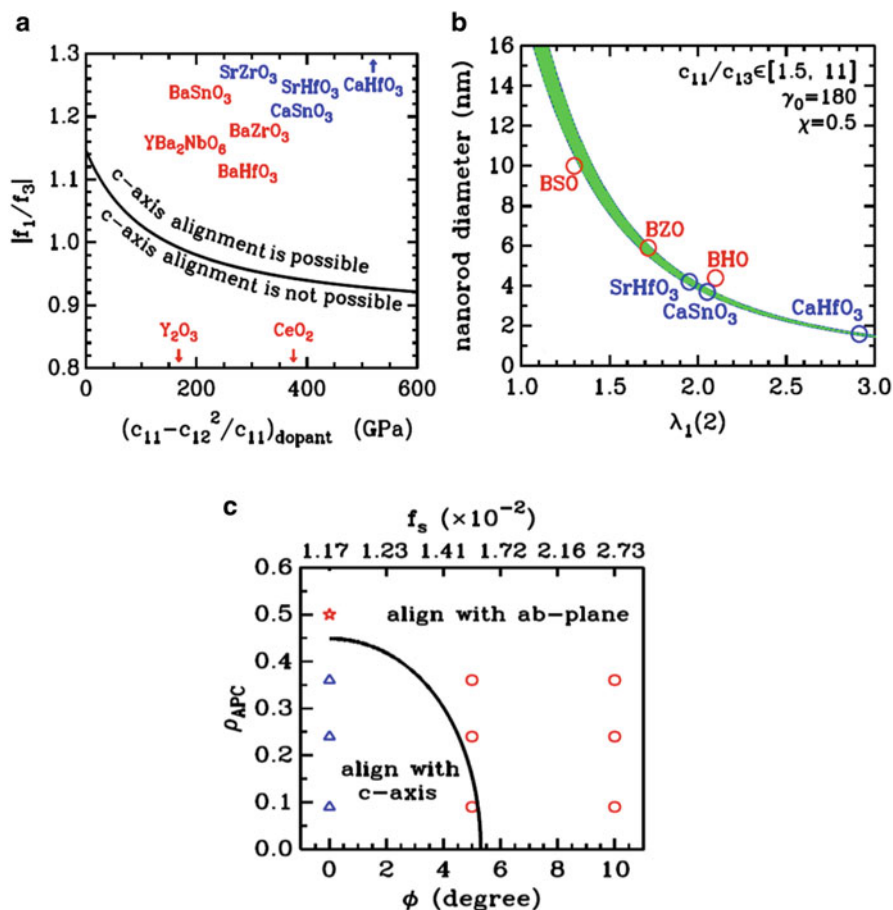 a
1.3
1.2
1.1
1.0
0.9
0.8
|f₁/f₃|
SrZrO₃
SrHfO₃
CaHfO₃
BaSnO₃
CaSnO₃
BaZrO₃
YBa₂NbO₆
BaHfO₃
c-axis alignment is possible
c-axis alignment is not possible
Y₂O₃
CeO₂
0 200 400 600
(c₁₁-c₁₂²/c₁₁)dopant (GPa)
b
16
14
12
10
8
6
4
2
0
nanorod diameter (nm)
c₁₁/c₁₃∈[1.5, 11]
γ₀=180
χ=0.5
BSO
BZO
BHO
SrHfO₃
CaSnO₃
CaHfO₃
1.0 1.5 2.0 2.5 3.0
λ₁(2)
c
fₛ (×10⁻²)
1.17 1.23 1.41 1.72 2.16 2.73
0.6
0.5
0.4
0.3
0.2
0.1
0.0
ρAPC
align with ab-plane
align with
c-axis
0 2 4 6 8 10
ϕ (degree)